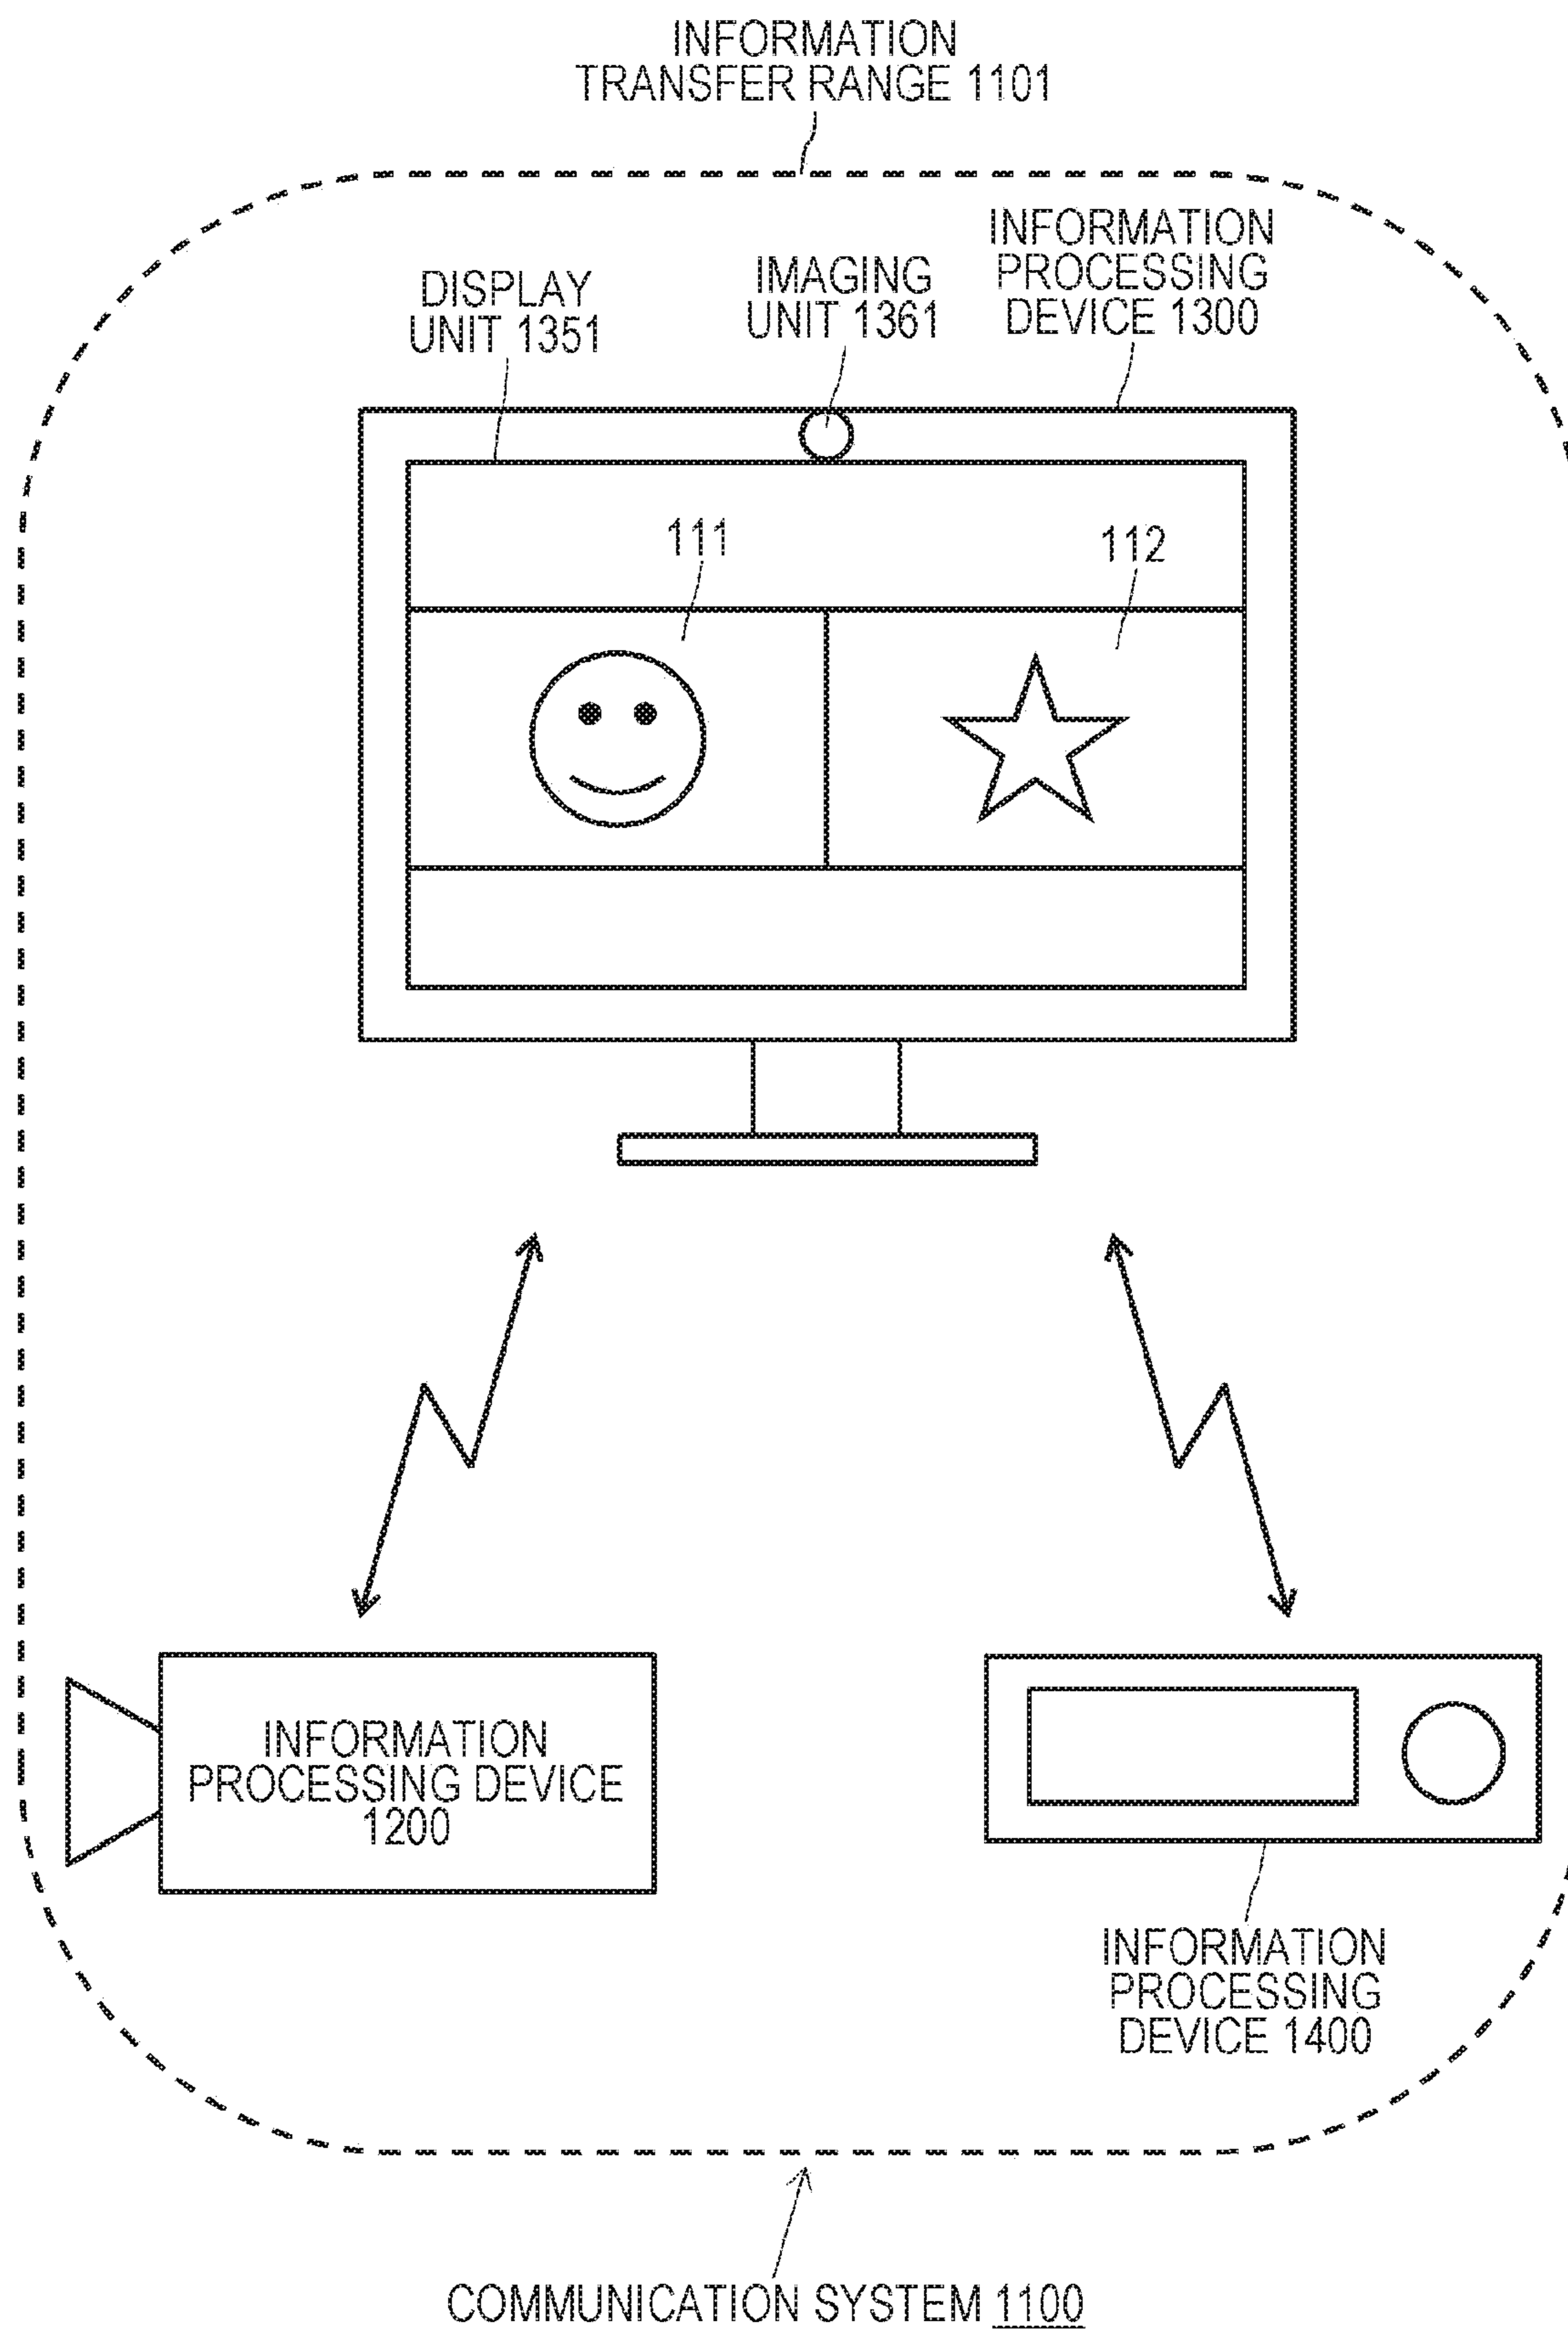 INFORMATION
TRANSFER RANGE 1101
INFORMATION
PROCESSING
DEVICE 1300
IMAGING
UNIT 1361
DISPLAY
UNIT 1351
111
112
INFORMATION
PROCESSING DEVICE
1200
INFORMATION
PROCESSING
DEVICE 1400
COMMUNICATION SYSTEM 1100